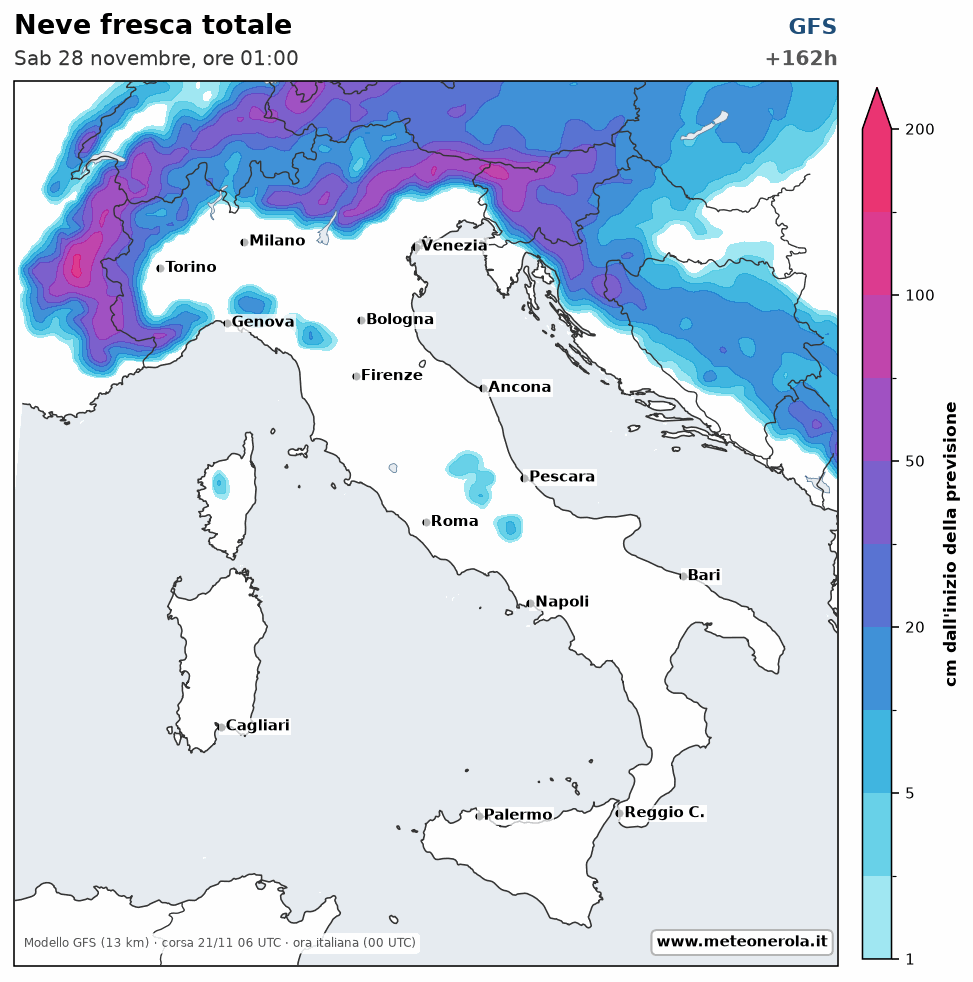 Neve fresca totale
GFS
Sab 28 novembre, ore 01:00
+162h
Milano
Venezia
Torino
Genova
Bologna
Firenze
Ancona
Pescara
Roma
Bari
Napoli
Cagliari
Palermo
Reggio C.
Modello GFS (13 km) · corsa 21/11 06 UTC · ora italiana (00 UTC)
www.meteonerola.it
200
100
50
20
5
1
cm dall'inizio della previsione